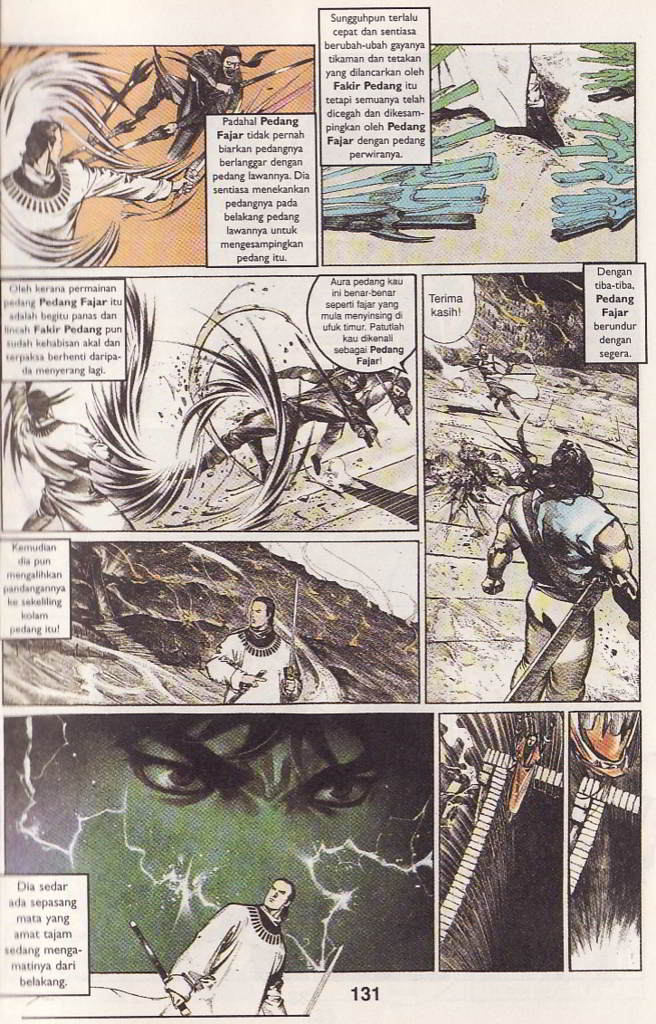 Sungguhpun terlalu
cepat dan sentiasa
berubah-ubah gayanya
tikaman dan tetakan
yang dilancarkan oleh
Fakir Pedang itu
tetapi semuanya telah
dicegah dan dikesam-
pingkan oleh Pedang
Fajar dengan pedang
perwiranya.
Padahal Pedang
Fajar tidak pernah
biarkan pedangnya
berlanggar dengan
pedang lawannya. Dia
sentiasa menekankan
pedangnya pada
belakang pedang
lawannya untuk
mengesampingkan
pedang itu.
Oleh kerana permainan
pedang Pedang Fajar itu
adalah begitu panas dan
lincah Fakir Pedang pun
sudah kehabisan akal dan
terpaksa berhenti daripa-
da menyerang lagi.
Aura pedang kau
ini benar-benar
seperti fajar yang
mula menyinsing di
ufuk timur. Patutlah
kau dikenali
sebagai Pedang
Fajar!
Terima
kasih!
Dengan
tiba-tiba,
Pedang
Fajar
berundur
dengan
segera.
Kemudian
dia pun
mengalihkan
pandangannya
ke sekeliling
kolam
pedang itu!
Dia sedar
ada sepasang
mata yang
amat tajam
sedang menga-
matinya dari
belakang.
131